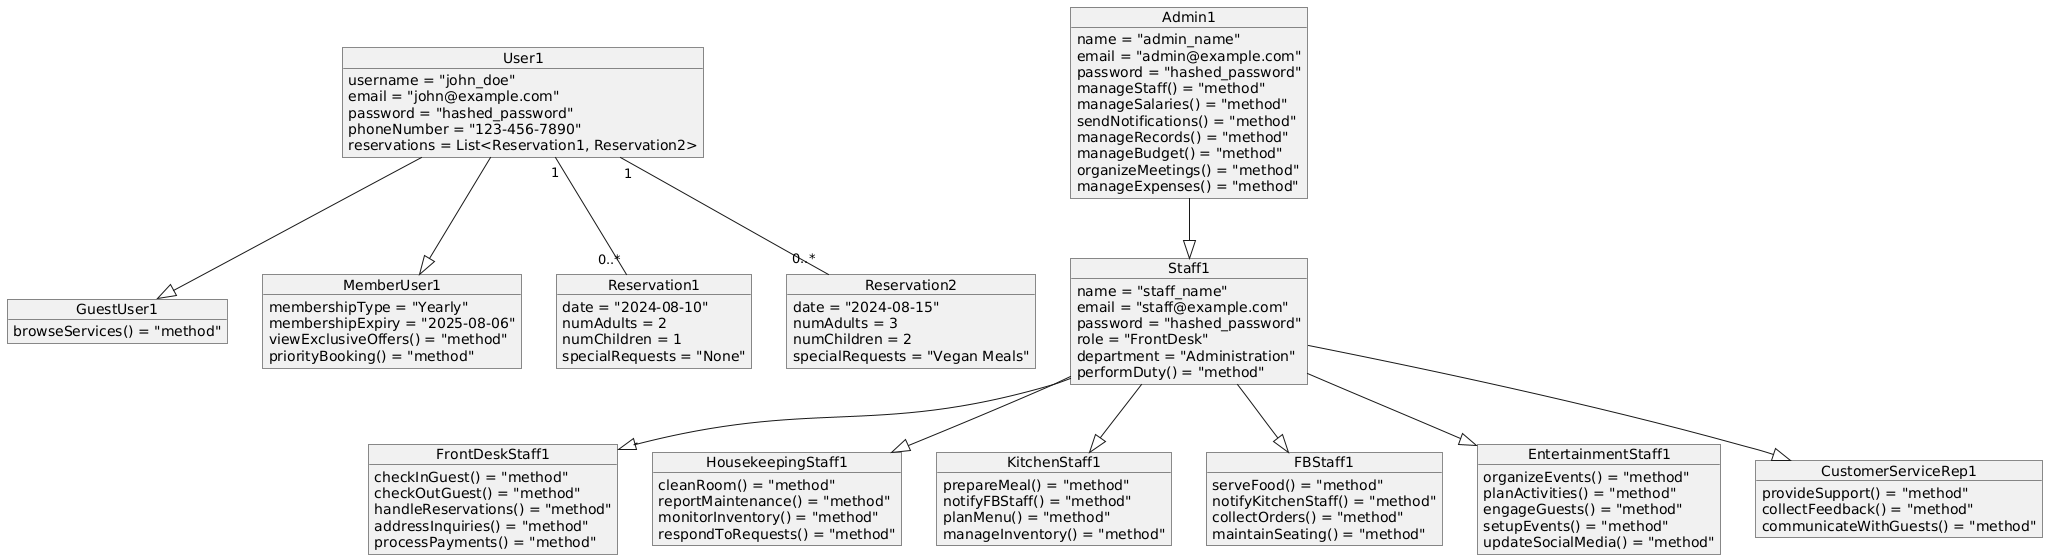 User1
username = "john_doe"
email = "john@example.com"
password = "hashed_password"
phoneNumber = "123-456-7890"
reservations = List<Reservation1, Reservation2>
Admin1
name = "admin_name"
email = "admin@example.com"
password = "hashed_password"
manageStaff() = "method"
manageSalaries() = "method"
sendNotifications() = "method"
manageRecords() = "method"
manageBudget() = "method"
organizeMeetings() = "method"
manageExpenses() = "method"
1
1
0..*
0..*
GuestUser1
browseServices() = "method"
MemberUser1
membershipType = "Yearly"
membershipExpiry = "2025-08-06"
viewExclusiveOffers() = "method"
priorityBooking() = "method"
Reservation1
date = "2024-08-10"
numAdults = 2
numChildren = 1
specialRequests = "None"
Reservation2
date = "2024-08-15"
numAdults = 3
numChildren = 2
specialRequests = "Vegan Meals"
Staff1
name = "staff_name"
email = "staff@example.com"
password = "hashed_password"
role = "FrontDesk"
department = "Administration"
performDuty() = "method"
FrontDeskStaff1
checkInGuest() = "method"
checkOutGuest() = "method"
handleReservations() = "method"
addressInquiries() = "method"
processPayments() = "method"
HousekeepingStaff1
cleanRoom() = "method"
reportMaintenance() = "method"
monitorInventory() = "method"
respondToRequests() = "method"
KitchenStaff1
prepareMeal() = "method"
notifyFBStaff() = "method"
planMenu() = "method"
manageInventory() = "method"
FBStaff1
serveFood() = "method"
notifyKitchenStaff() = "method"
collectOrders() = "method"
maintainSeating() = "method"
EntertainmentStaff1
organizeEvents() = "method"
planActivities() = "method"
engageGuests() = "method"
setupEvents() = "method"
updateSocialMedia() = "method"
CustomerServiceRep1
provideSupport() = "method"
collectFeedback() = "method"
communicateWithGuests() = "method"